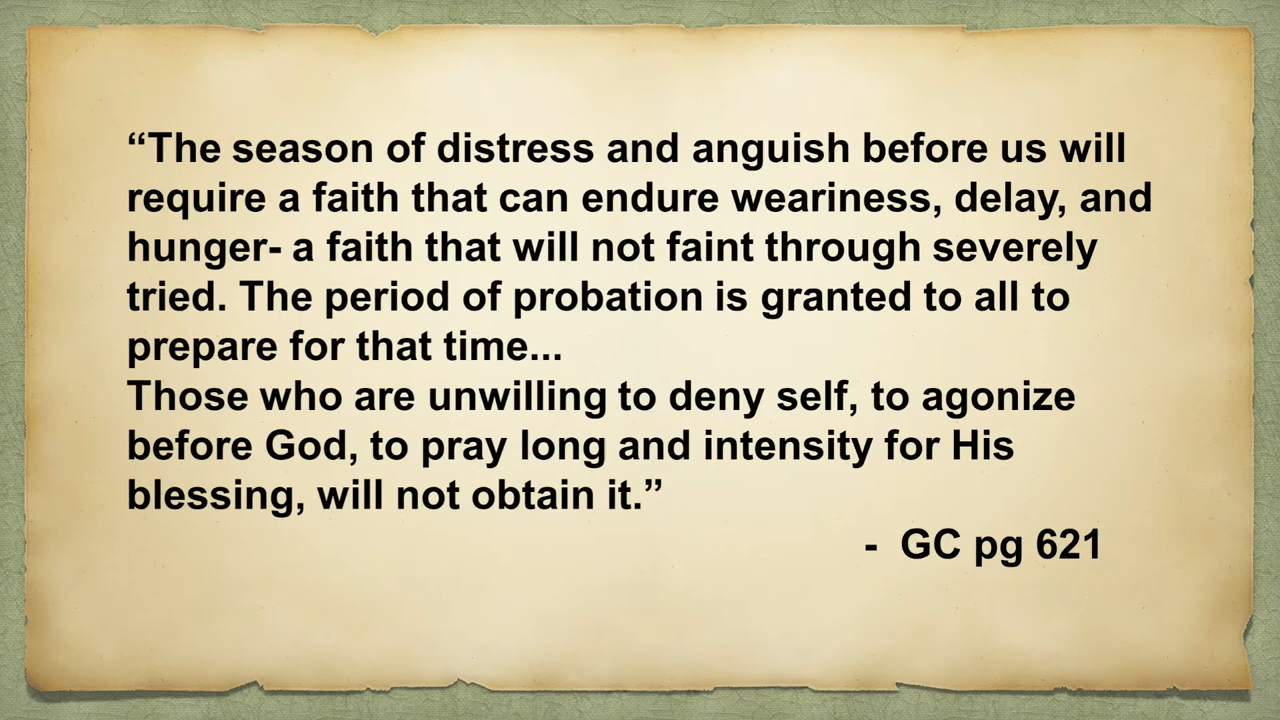 “The season of distress and anguish before us will
require a faith that can endure weariness, delay, and
hunger- a faith that will not faint through severely
tried. The period of probation is granted to all to
prepare for that time...
Those who are unwilling to deny self, to agonize
before God, to pray long and intensity for His
blessing, will not obtain it.”
- GC pg 621